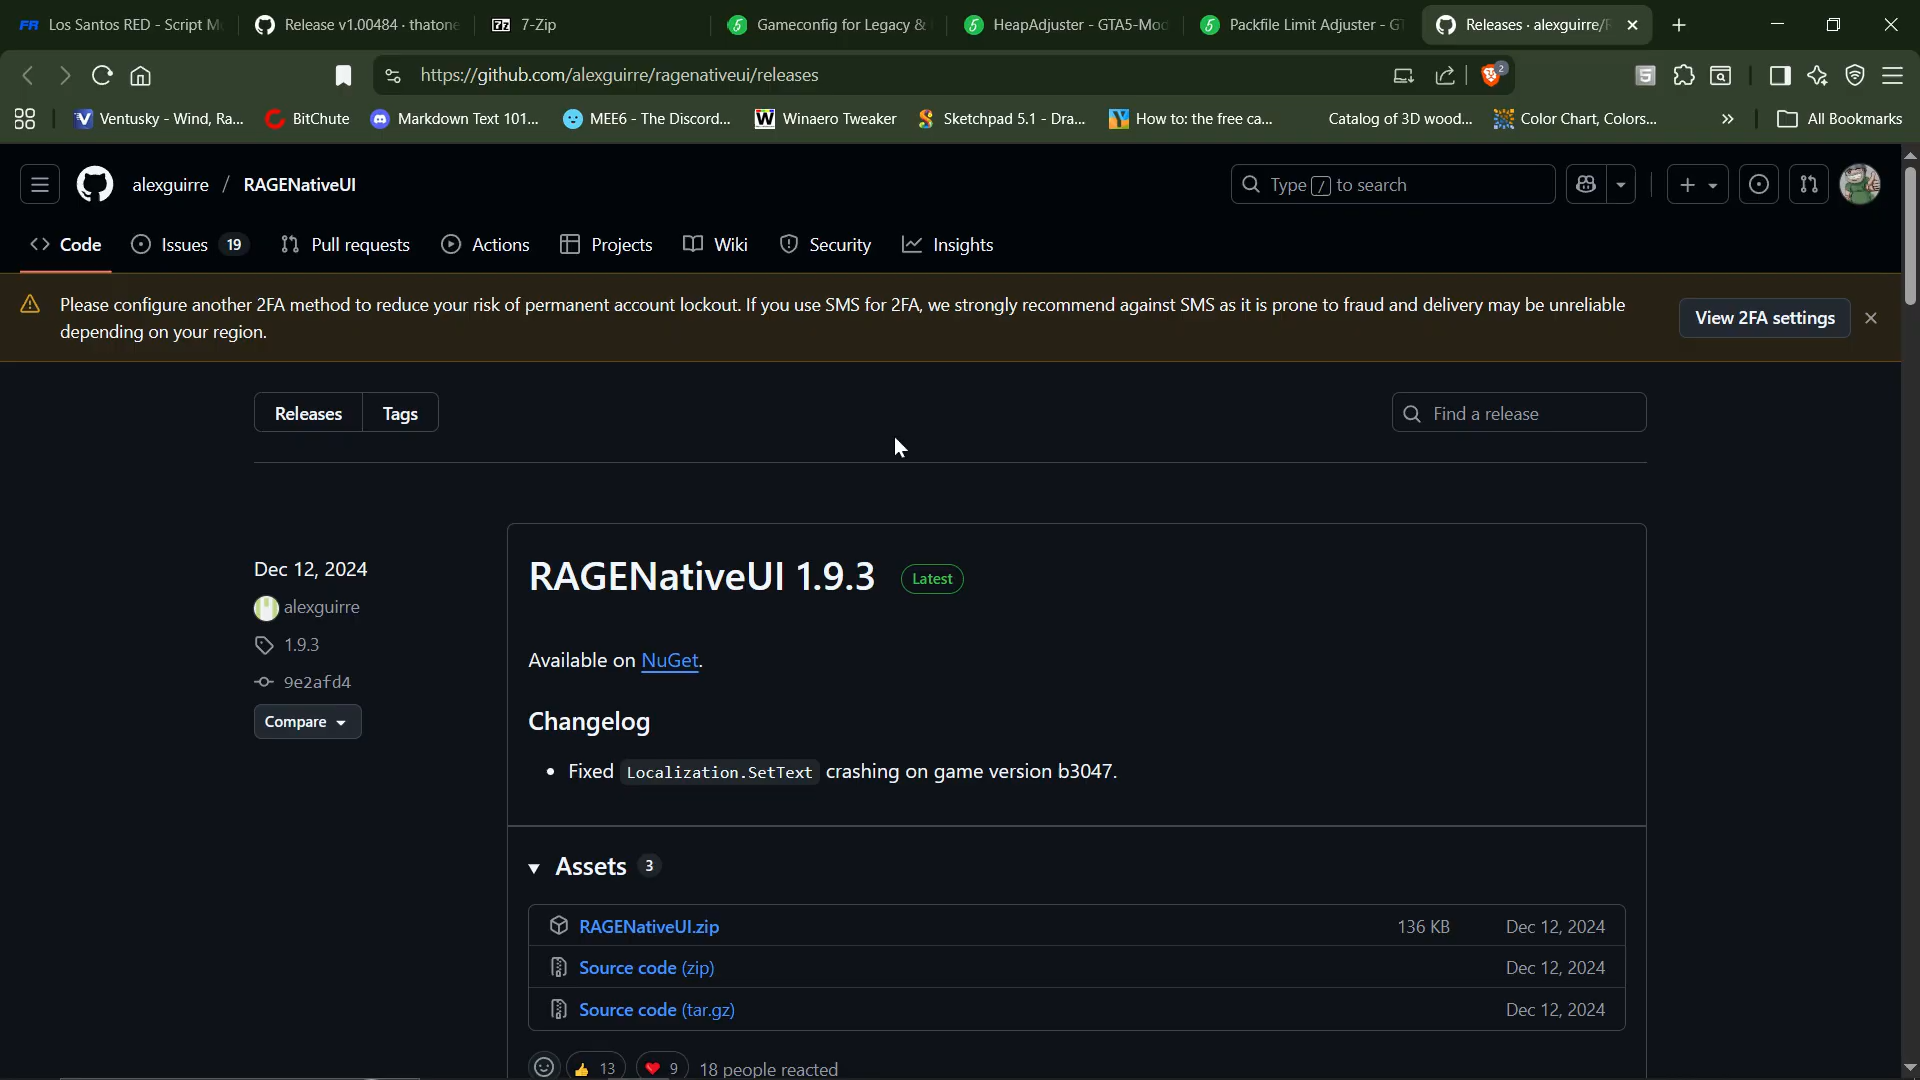 Los Santos RED - Script M
Release v1.00484 · thatone
7-Zip
Gameconfig for Legacy &
HeapAdjuster - GTA5-Mod
Packfile Limit Adjuster - GT
Releases · alexguirre/R
https://github.com/alexguirre/ragenativeui/releases
2
Ventusky - Wind, Ra...
BitChute
Markdown Text 101...
MEE6 - The Discord...
Winaero Tweaker
Sketchpad 5.1 - Dra...
How to: the free ca...
Catalog of 3D wood...
Color Chart, Colors...
All Bookmarks
alexguirre / RAGENativeUI
Type / to search
Code
Issues 19
Pull requests
Actions
Projects
Wiki
Security
Insights
Please configure another 2FA method to reduce your risk of permanent account lockout. If you use SMS for 2FA, we strongly recommend against SMS as it is prone to fraud and delivery may be unreliable
depending on your region.
View 2FA settings
Releases
Tags
Find a release
Dec 12, 2024
alexguirre
1.9.3
9e2afd4
Compare
RAGENativeUI 1.9.3 Latest
Available on NuGet.
Changelog
• Fixed Localization.SetText crashing on game version b3047.
Assets 3
RAGENativeUI.zip 136 KB Dec 12, 2024
Source code (zip) Dec 12, 2024
Source code (tar.gz) Dec 12, 2024
13 9 18 people reacted